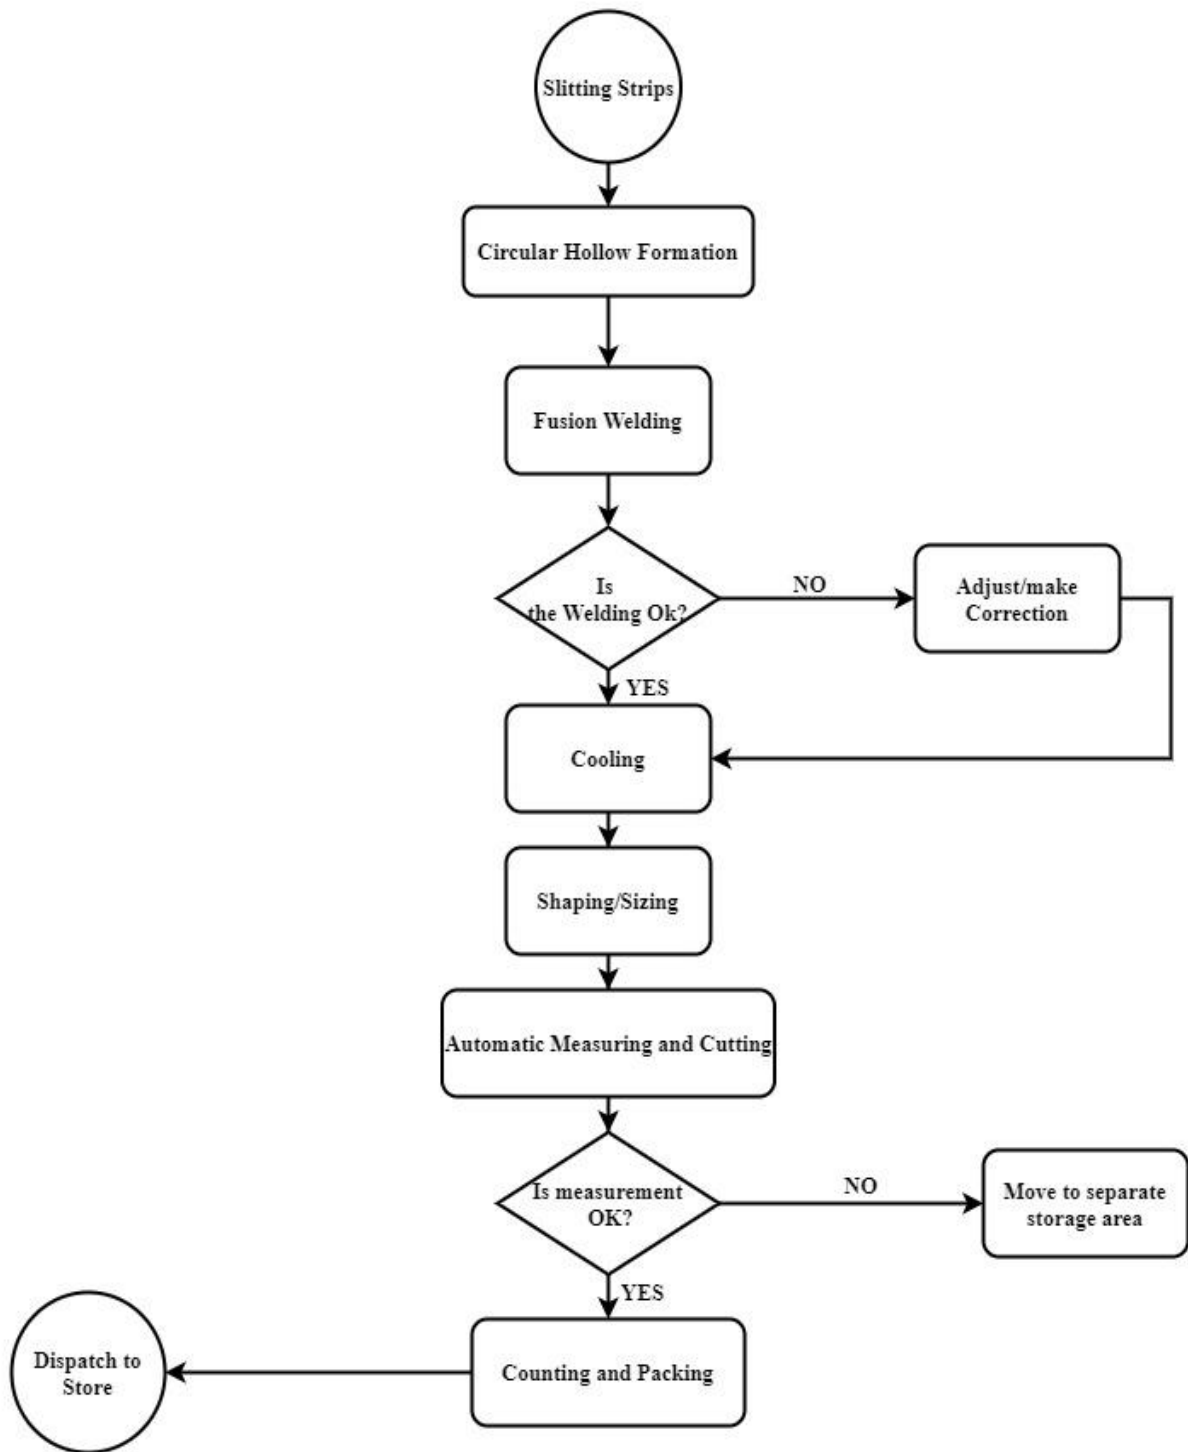 Slitting Strips
Circular Hollow Formation
Fusion Welding
Is
the Welding Ok?
NO
Adjust/make
Correction
YES
Cooling
Shaping/Sizing
Automatic Measuring and Cutting
Is measurement
OK?
NO
Move to separate
storage area
YES
Counting and Packing
Dispatch to
Store